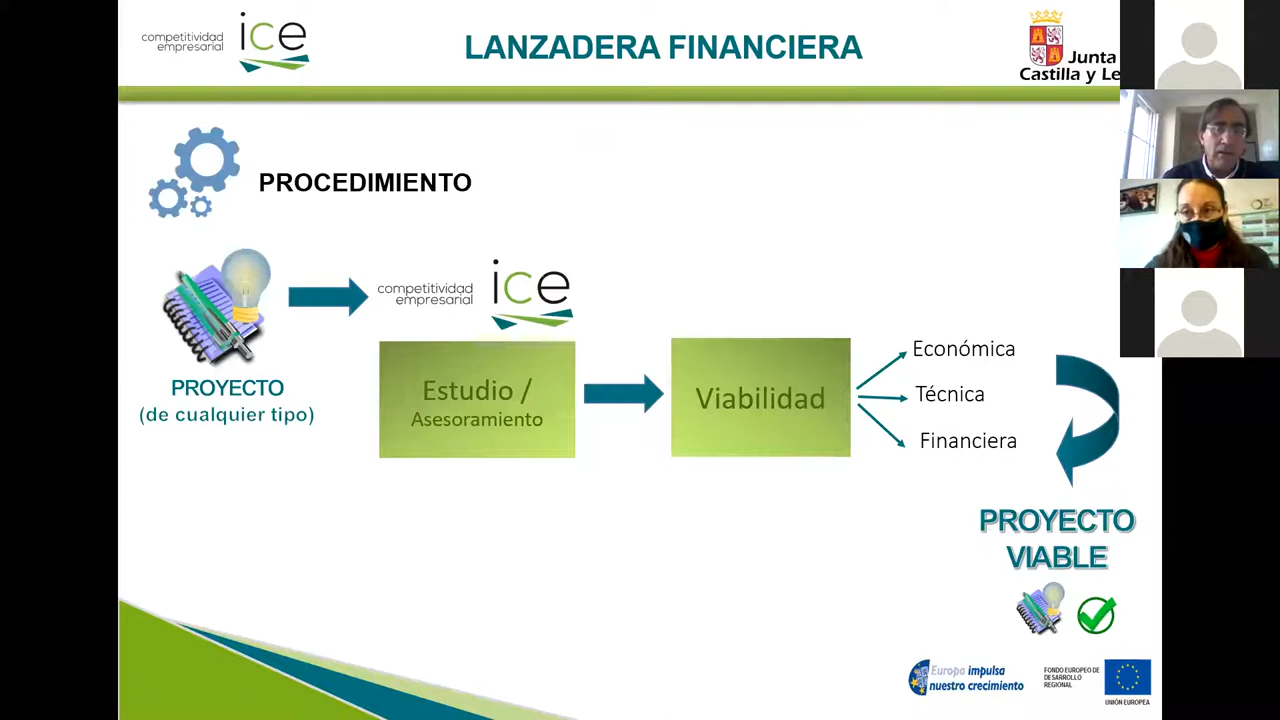 competitividad
empresarial
ice
LANZADERA FINANCIERA
Junta
Castilla y Le
PROCEDIMIENTO
competitividad
empresarial
ice
PROYECTO
(de cualquier tipo)
Estudio /
Asesoramiento
Viabilidad
Económica
Técnica
Financiera
PROYECTO
VIABLE
Europa impulsa
nuestro crecimiento
FONDO EUROPEO DE
DESARROLLO
REGIONAL
UNIÓN EUROPEA